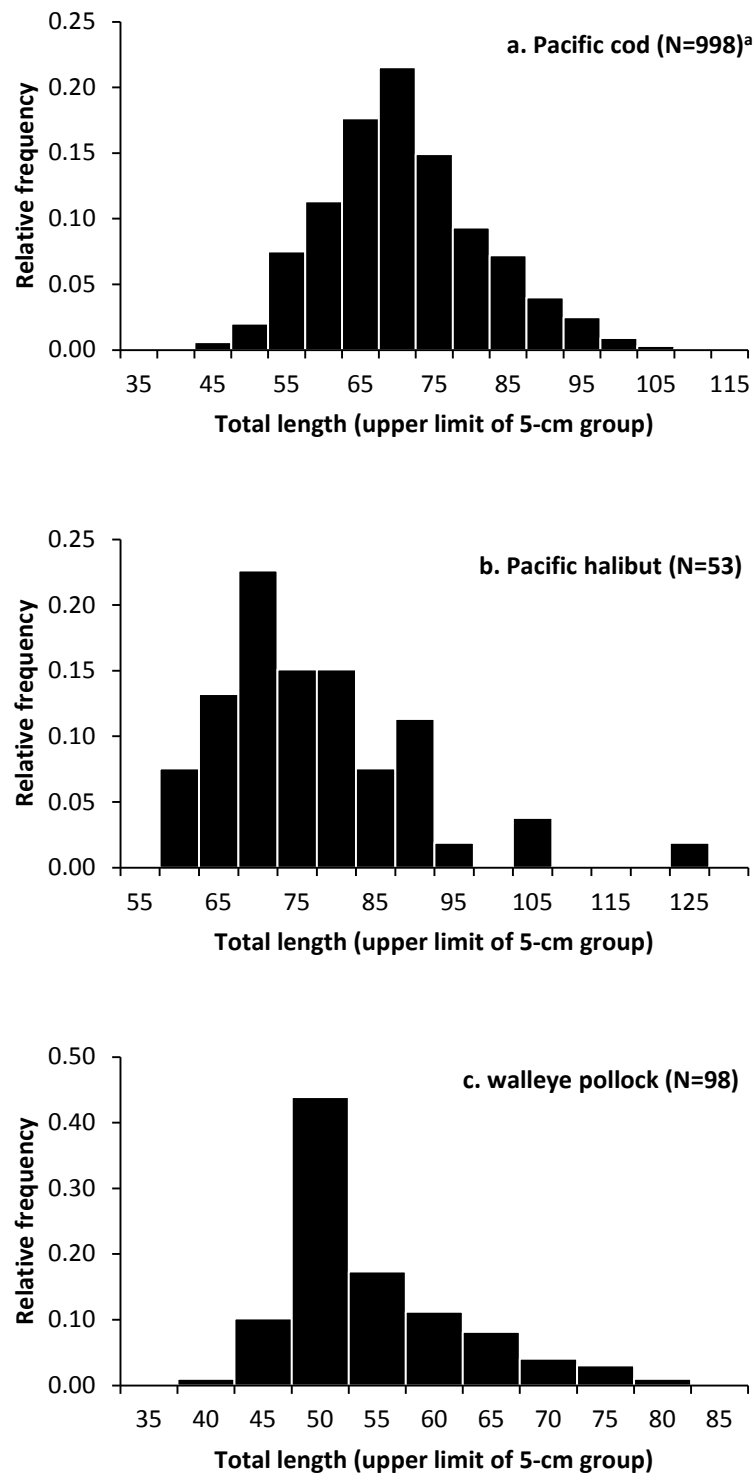 a. Pacific cod (N=998)ᵃ
Relative frequency
0.25
0.20
0.15
0.10
0.05
0.00
35 45 55 65 75 85 95 105 115
Total length (upper limit of 5-cm group)
b. Pacific halibut (N=53)
Relative frequency
0.25
0.20
0.15
0.10
0.05
0.00
55 65 75 85 95 105 115 125
Total length (upper limit of 5-cm group)
c. walleye pollock (N=98)
Relative frequency
0.50
0.40
0.30
0.20
0.10
0.00
35 40 45 50 55 60 65 70 75 80 85
Total length (upper limit of 5-cm group)